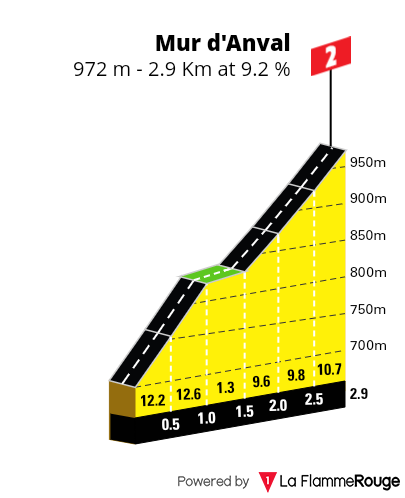 Mur d'Anval
972 m - 2.9 Km at 9.2 %
2
950m
900m
850m
800m
750m
700m
12.2 12.6 1.3 9.6 9.8 10.7
0.5 1.0 1.5 2.0 2.5 2.9
Powered by 1 La FlammeRouge